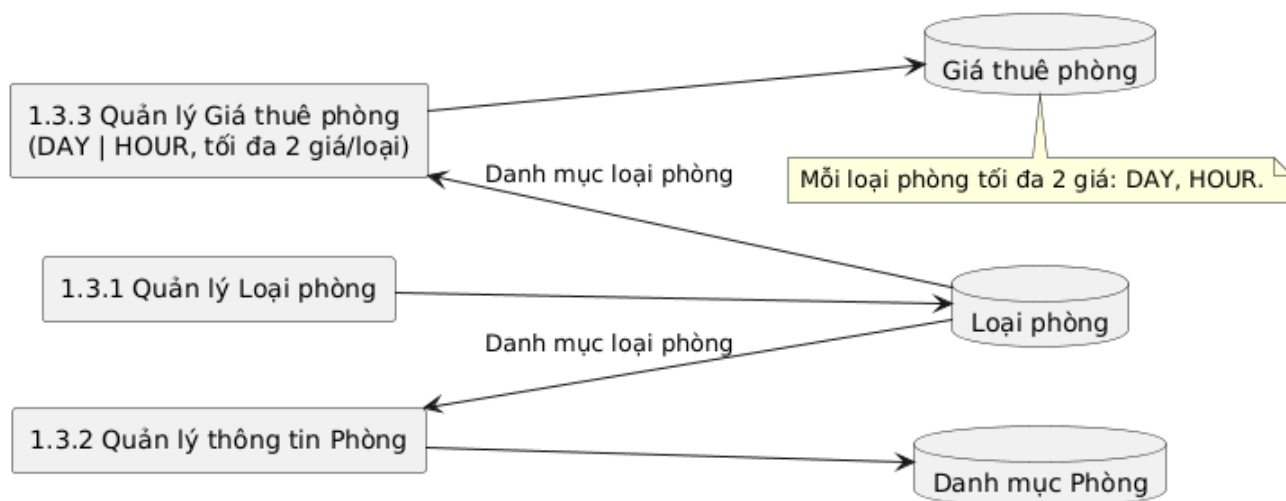 Giá thuê phòng
1.3.3 Quản lý Giá thuê phòng
(DAY | HOUR, tối đa 2 giá/loại)
Danh mục loại phòng
Mỗi loại phòng tối đa 2 giá: DAY, HOUR.
1.3.1 Quản lý Loại phòng
Loại phòng
Danh mục loại phòng
1.3.2 Quản lý thông tin Phòng
Danh mục Phòng